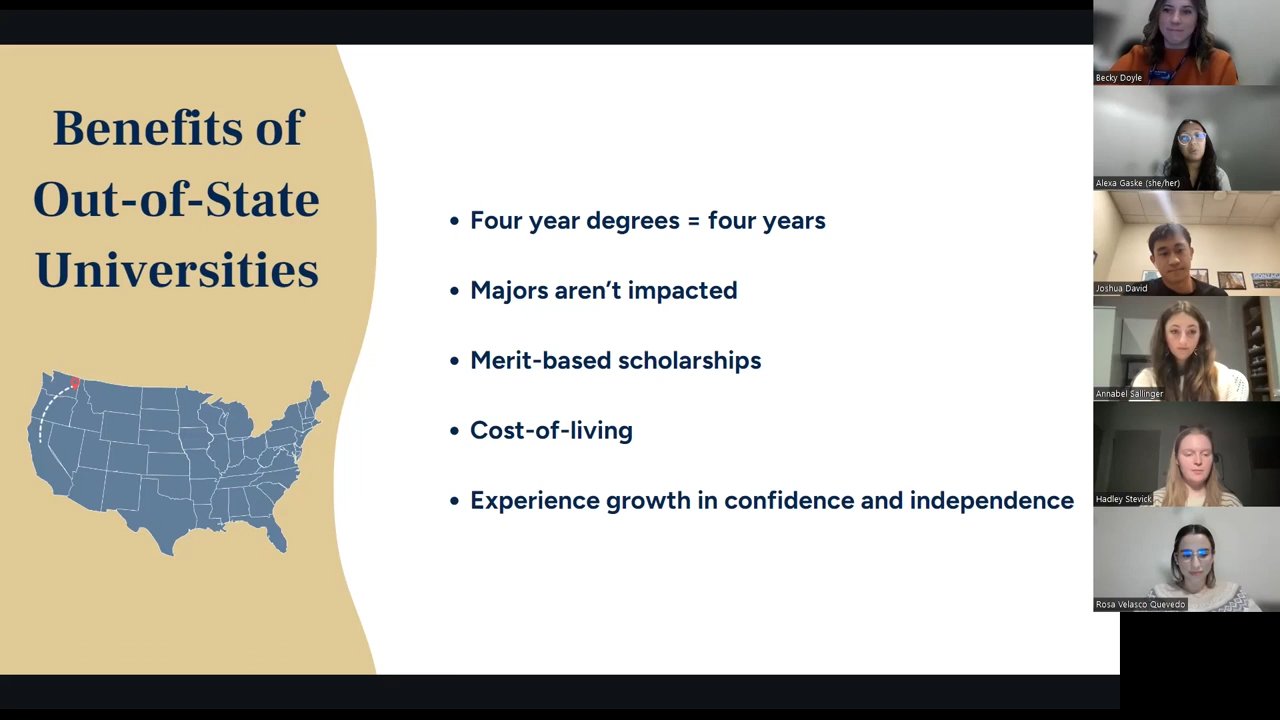 Benefits of
Out-of-State
Universities
• Four year degrees = four years
• Majors aren’t impacted
• Merit-based scholarships
• Cost-of-living
• Experience growth in confidence and independence
Becky Doyle
Alexa Gaske (she/her)
Joshua David
Annabel Sallinger
Hadley Stevick
Rosa Velasco Quevedo